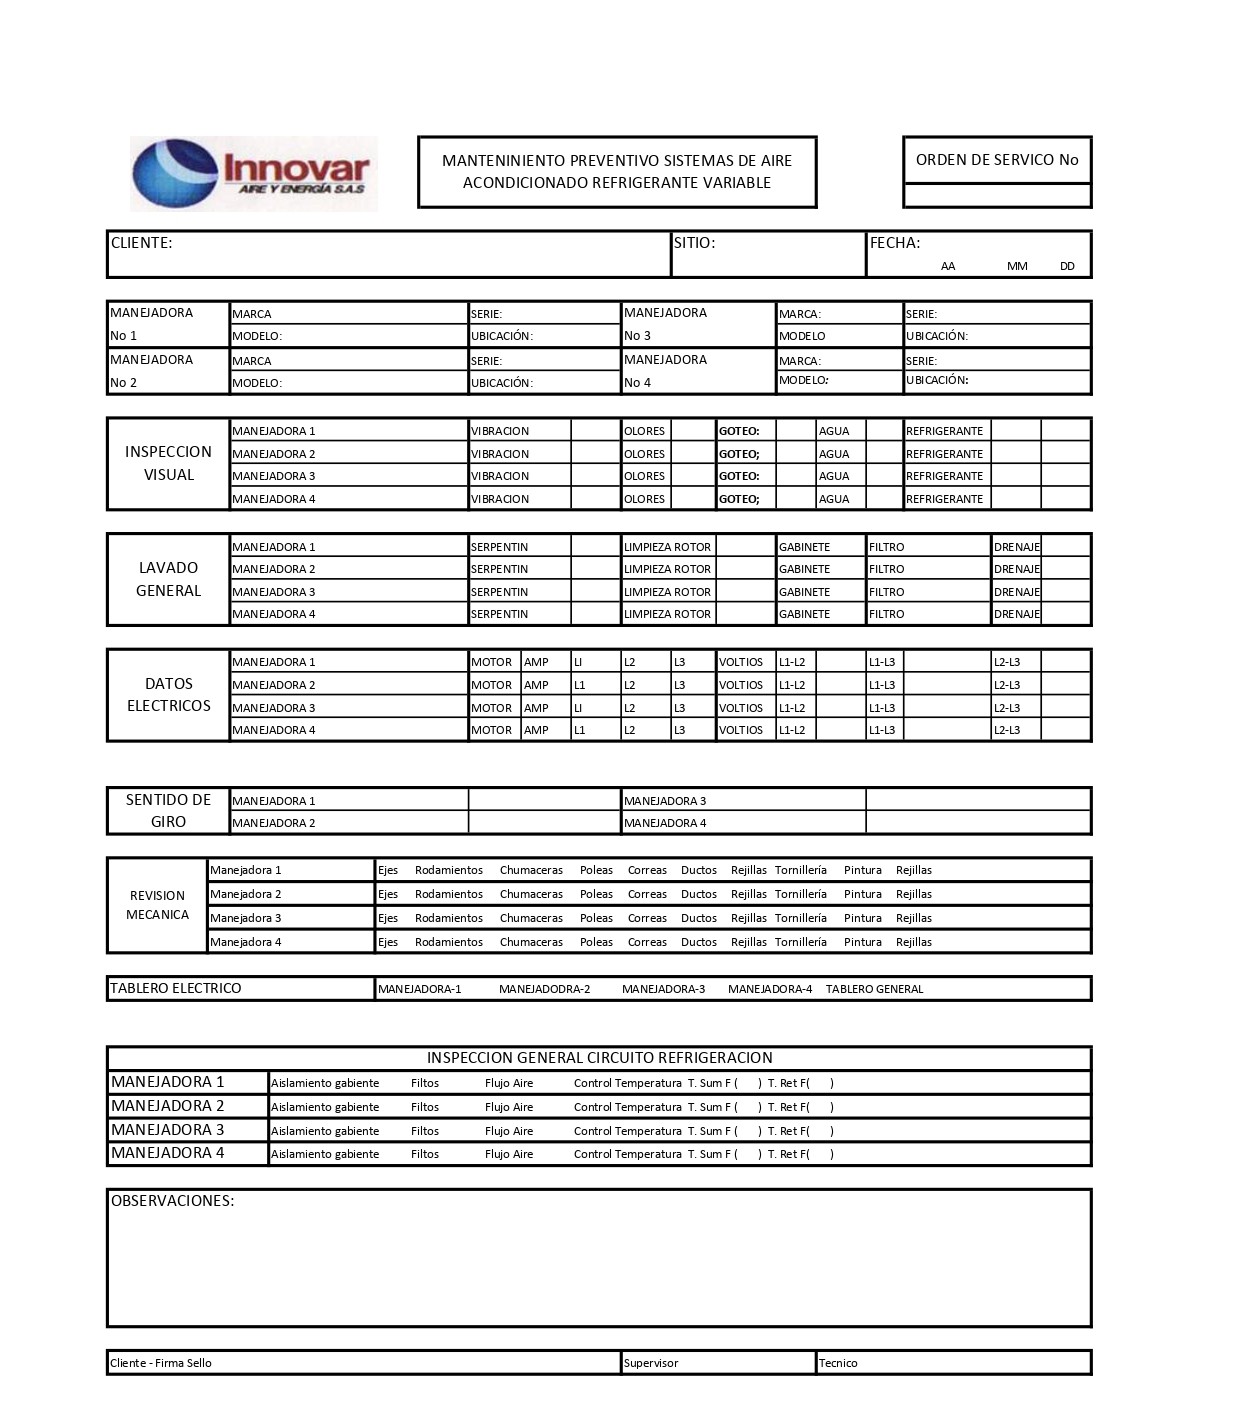 Innovar
AIRE Y ENERGÍA S.A.S
MANTENINIENTO PREVENTIVO SISTEMAS DE AIRE
ACONDICIONADO REFRIGERANTE VARIABLE
ORDEN DE SERVICO No
CLIENTE: SITIO: FECHA:
AA MM DD
MANEJADORA MARCA SERIE: MANEJADORA MARCA: SERIE:
No 1 MODELO: UBICACIÓN: No 3 MODELO UBICACIÓN:
MANEJADORA MARCA SERIE: MANEJADORA MARCA: SERIE:
No 2 MODELO: UBICACIÓN: No 4 MODELO: UBICACIÓN:
INSPECCION
VISUAL
MANEJADORA 1 VIBRACION OLORES GOTEO: AGUA REFRIGERANTE
MANEJADORA 2 VIBRACION OLORES GOTEO; AGUA REFRIGERANTE
MANEJADORA 3 VIBRACION OLORES GOTEO: AGUA REFRIGERANTE
MANEJADORA 4 VIBRACION OLORES GOTEO; AGUA REFRIGERANTE
LAVADO
GENERAL
MANEJADORA 1 SERPENTIN LIMPIEZA ROTOR GABINETE FILTRO DRENAJE
MANEJADORA 2 SERPENTIN LIMPIEZA ROTOR GABINETE FILTRO DRENAJE
MANEJADORA 3 SERPENTIN LIMPIEZA ROTOR GABINETE FILTRO DRENAJE
MANEJADORA 4 SERPENTIN LIMPIEZA ROTOR GABINETE FILTRO DRENAJE
DATOS
ELECTRICOS
MANEJADORA 1 MOTOR AMP LI L2 L3 VOLTIOS L1-L2 L1-L3 L2-L3
MANEJADORA 2 MOTOR AMP L1 L2 L3 VOLTIOS L1-L2 L1-L3 L2-L3
MANEJADORA 3 MOTOR AMP LI L2 L3 VOLTIOS L1-L2 L1-L3 L2-L3
MANEJADORA 4 MOTOR AMP L1 L2 L3 VOLTIOS L1-L2 L1-L3 L2-L3
SENTIDO DE
GIRO
MANEJADORA 1 MANEJADORA 3
MANEJADORA 2 MANEJADORA 4
REVISION
MECANICA
Manejadora 1 Ejes Rodamientos Chumaceras Poleas Correas Ductos Rejillas Tornillería Pintura Rejillas
Manejadora 2 Ejes Rodamientos Chumaceras Poleas Correas Ductos Rejillas Tornillería Pintura Rejillas
Manejadora 3 Ejes Rodamientos Chumaceras Poleas Correas Ductos Rejillas Tornillería Pintura Rejillas
Manejadora 4 Ejes Rodamientos Chumaceras Poleas Correas Ductos Rejillas Tornillería Pintura Rejillas
TABLERO ELECTRICO MANEJADORA-1 MANEJADODRA-2 MANEJADORA-3 MANEJADORA-4 TABLERO GENERAL
INSPECCION GENERAL CIRCUITO REFRIGERACION
MANEJADORA 1 Aislamiento gabiente Filtos Flujo Aire Control Temperatura T. Sum F ( ) T. Ret F( )
MANEJADORA 2 Aislamiento gabiente Filtos Flujo Aire Control Temperatura T. Sum F ( ) T. Ret F( )
MANEJADORA 3 Aislamiento gabiente Filtos Flujo Aire Control Temperatura T. Sum F ( ) T. Ret F( )
MANEJADORA 4 Aislamiento gabiente Filtos Flujo Aire Control Temperatura T. Sum F ( ) T. Ret F( )
OBSERVACIONES:
Cliente - Firma Sello Supervisor Tecnico